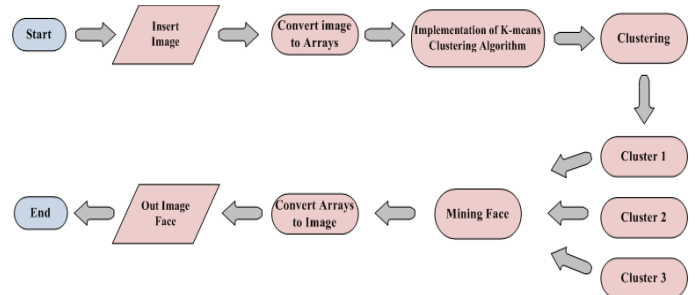 Start
Insert
Image
Convert image
to Arrays
Implementation of K-means
Clustering Algorithm
Clustering
Cluster 1
Cluster 2
Cluster 3
Mining Face
Convert Arrays
to Image
Out Image
Face
End